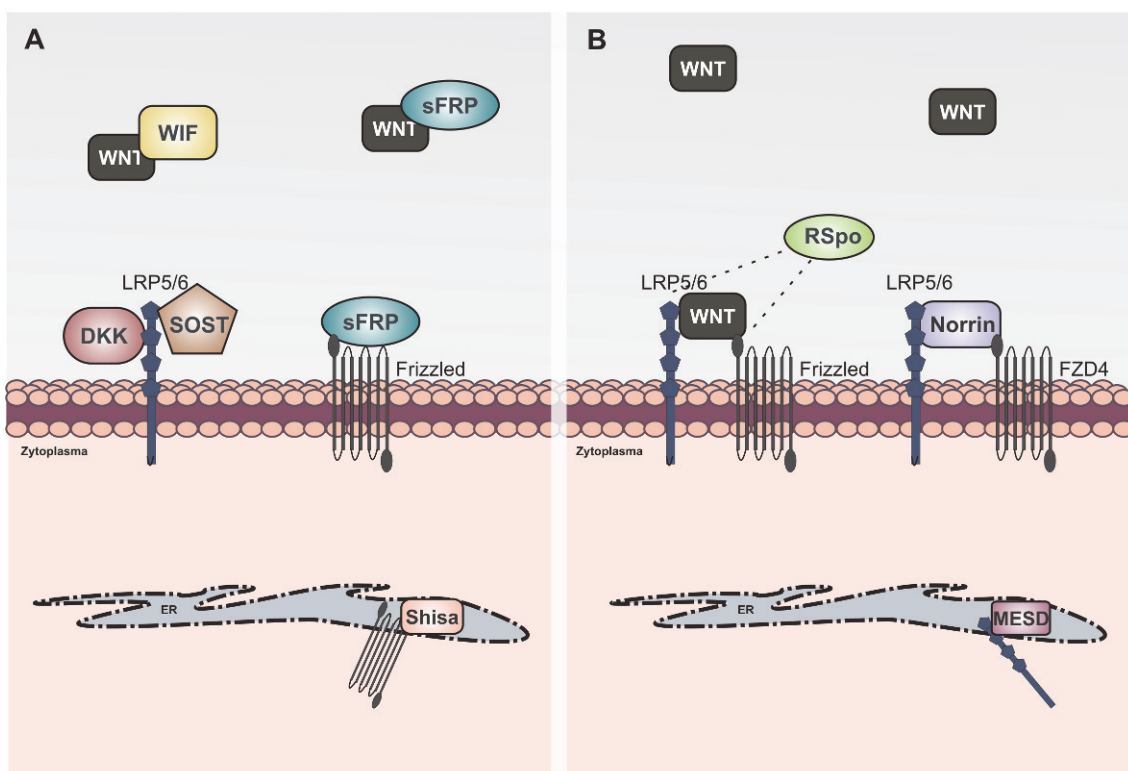 A
WIF
WNT
sFRP
WNT
LRP5/6
DKK
SOST
sFRP
Frizzled
Zytoplasma
ER
Shisa
B
WNT
WNT
RSpo
LRP5/6
WNT
Frizzled
LRP5/6
Norrin
FZD4
Zytoplasma
ER
MESD